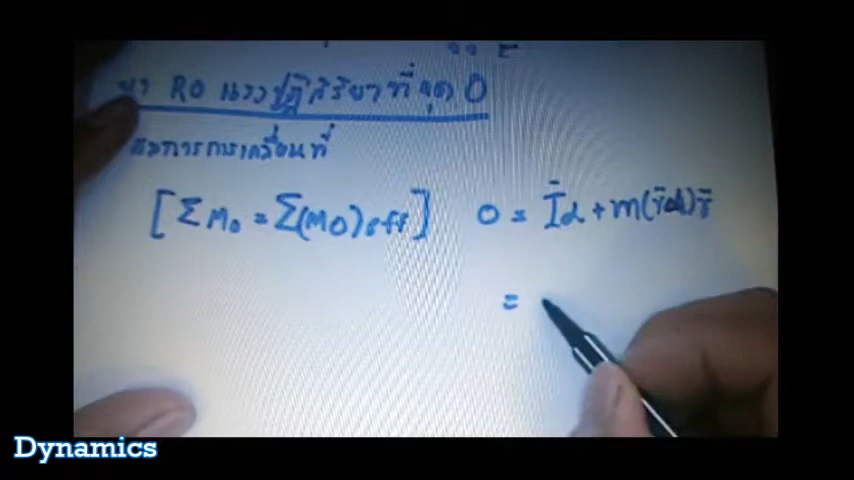 หา RO แรงปฏิกิริยาที่จุด O
สมการการเคลื่อนที่
[ΣM₀ = Σ(MO)eff] 0 = Īα + m(r̄α)r̄
=
Dynamics